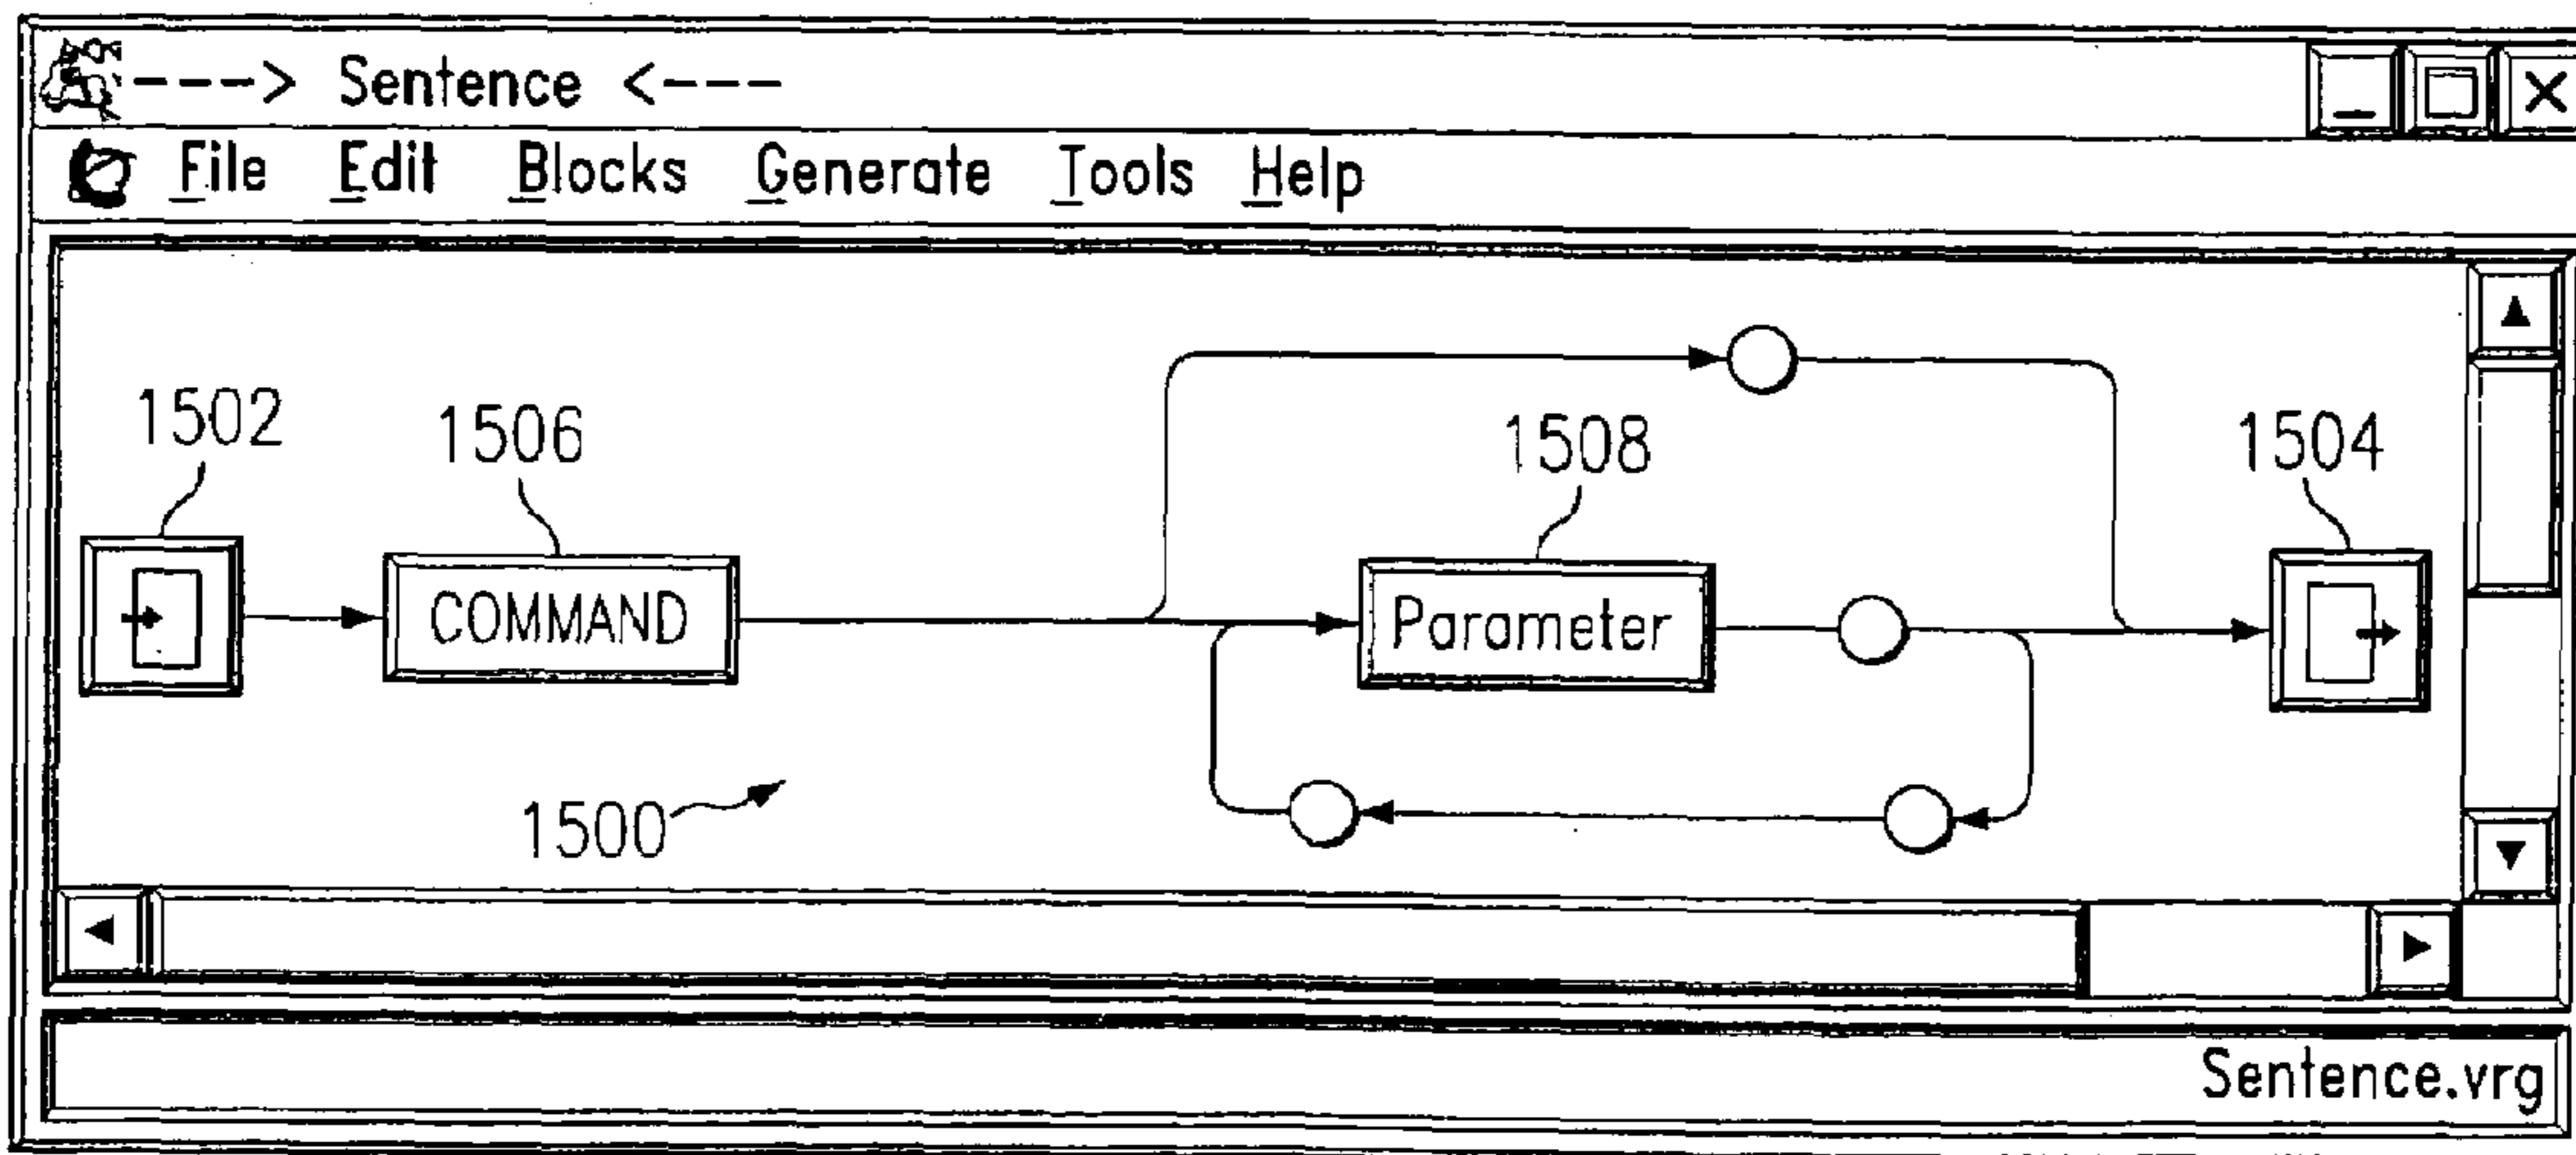 ---> Sentence <---
File Edit Blocks Generate Tools Help
1502
1506
1508
1504
COMMAND
Parameter
1500
Sentence.vrg